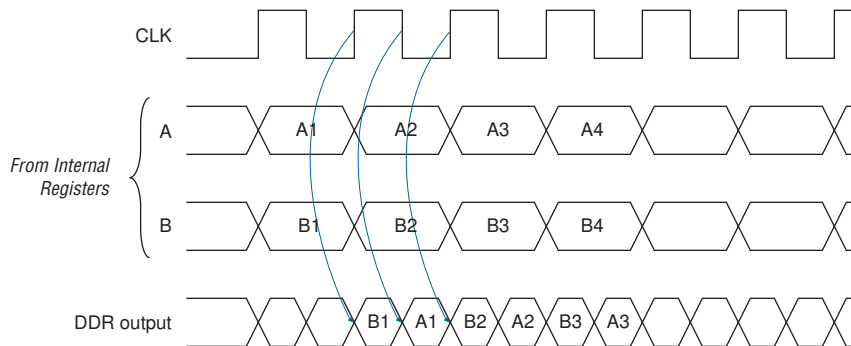 CLK
A
A1
A2
A3
A4
From Internal
Registers
B
B1
B2
B3
B4
DDR output
B1
A1
B2
A2
B3
A3